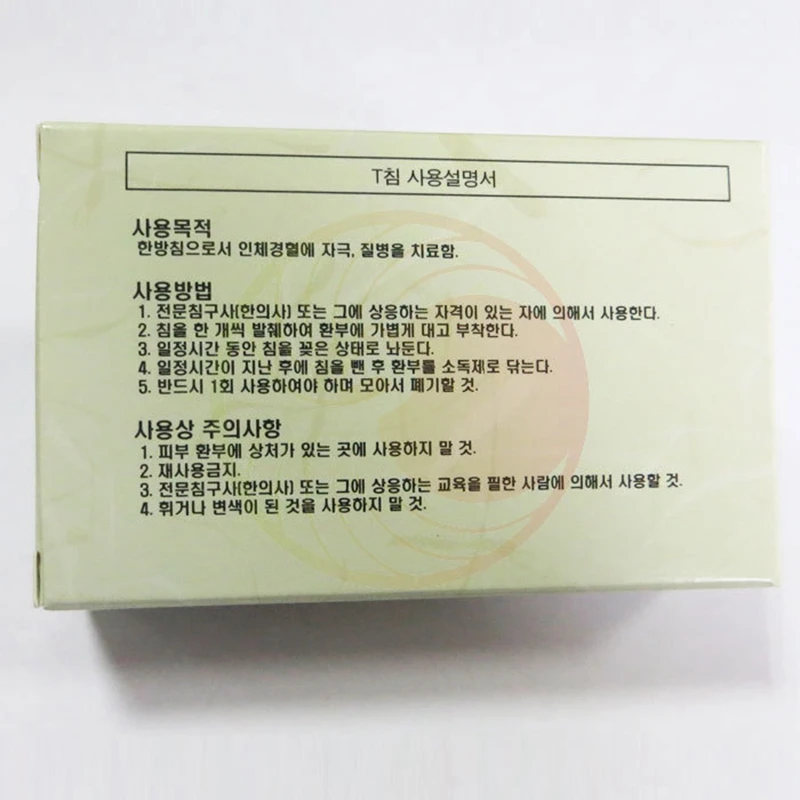 T침 사용설명서
사용목적
한방침으로서 인체경혈에 자극, 질병을 치료함.
사용방법
1. 전문침구사(한의사) 또는 그에 상응하는 자격이 있는 자에 의해서 사용한다.
2. 침을 한 개씩 발췌하여 환부에 가볍게 대고 부착한다.
3. 일정시간 동안 침을 꽂은 상태로 놔둔다.
4. 일정시간이 지난 후에 침을 뺀 후 환부를 소독제로 닦는다.
5. 반드시 1회 사용하여야 하며 모아서 폐기할 것.
사용상 주의사항
1. 피부 환부에 상처가 있는 곳에 사용하지 말 것.
2. 재사용금지.
3. 전문침구사(한의사) 또는 그에 상응하는 교육을 필한 사람에 의해서 사용할 것.
4. 휘거나 변색이 된 것을 사용하지 말 것.